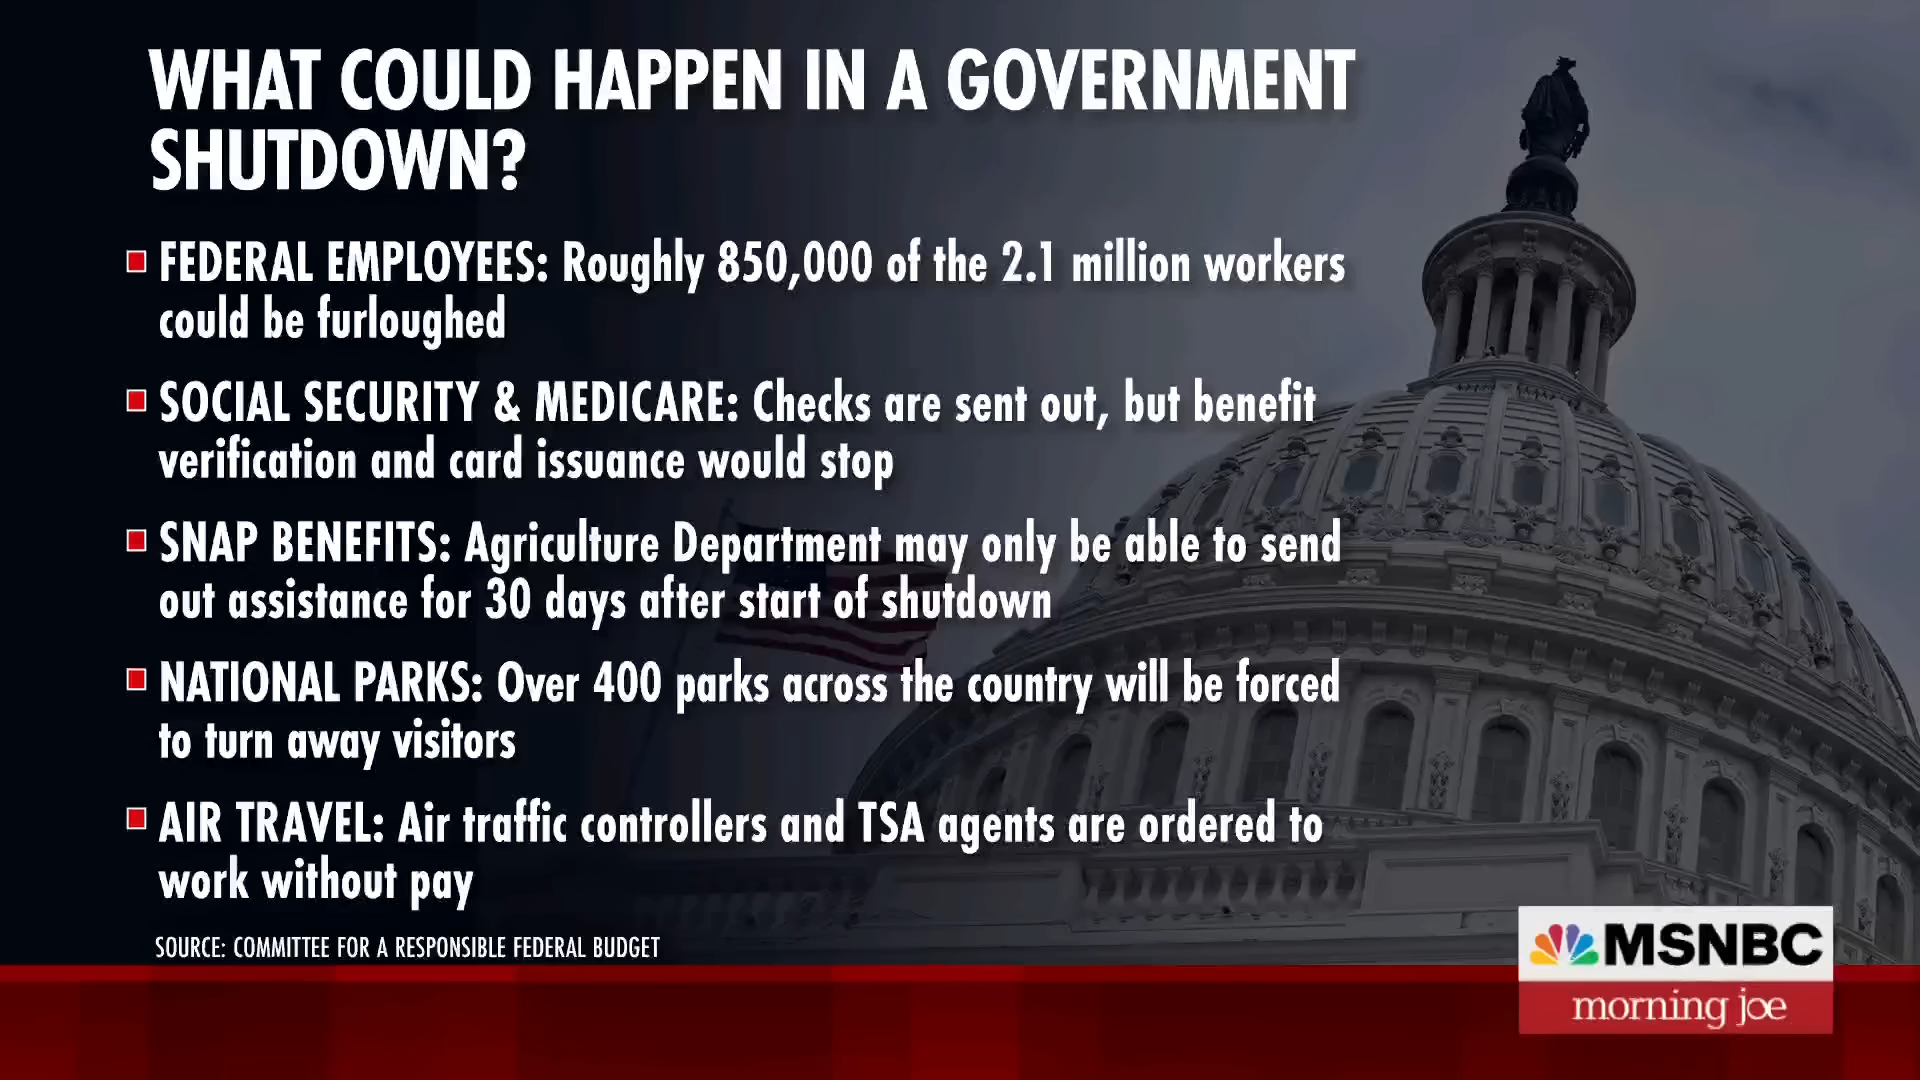 WHAT COULD HAPPEN IN A GOVERNMENT
SHUTDOWN?
FEDERAL EMPLOYEES: Roughly 850,000 of the 2.1 million workers
could be furloughed
SOCIAL SECURITY & MEDICARE: Checks are sent out, but benefit
verification and card issuance would stop
SNAP BENEFITS: Agriculture Department may only be able to send
out assistance for 30 days after start of shutdown
NATIONAL PARKS: Over 400 parks across the country will be forced
to turn away visitors
AIR TRAVEL: Air traffic controllers and TSA agents are ordered to
work without pay
SOURCE: COMMITTEE FOR A RESPONSIBLE FEDERAL BUDGET
MSNBC
morning joe